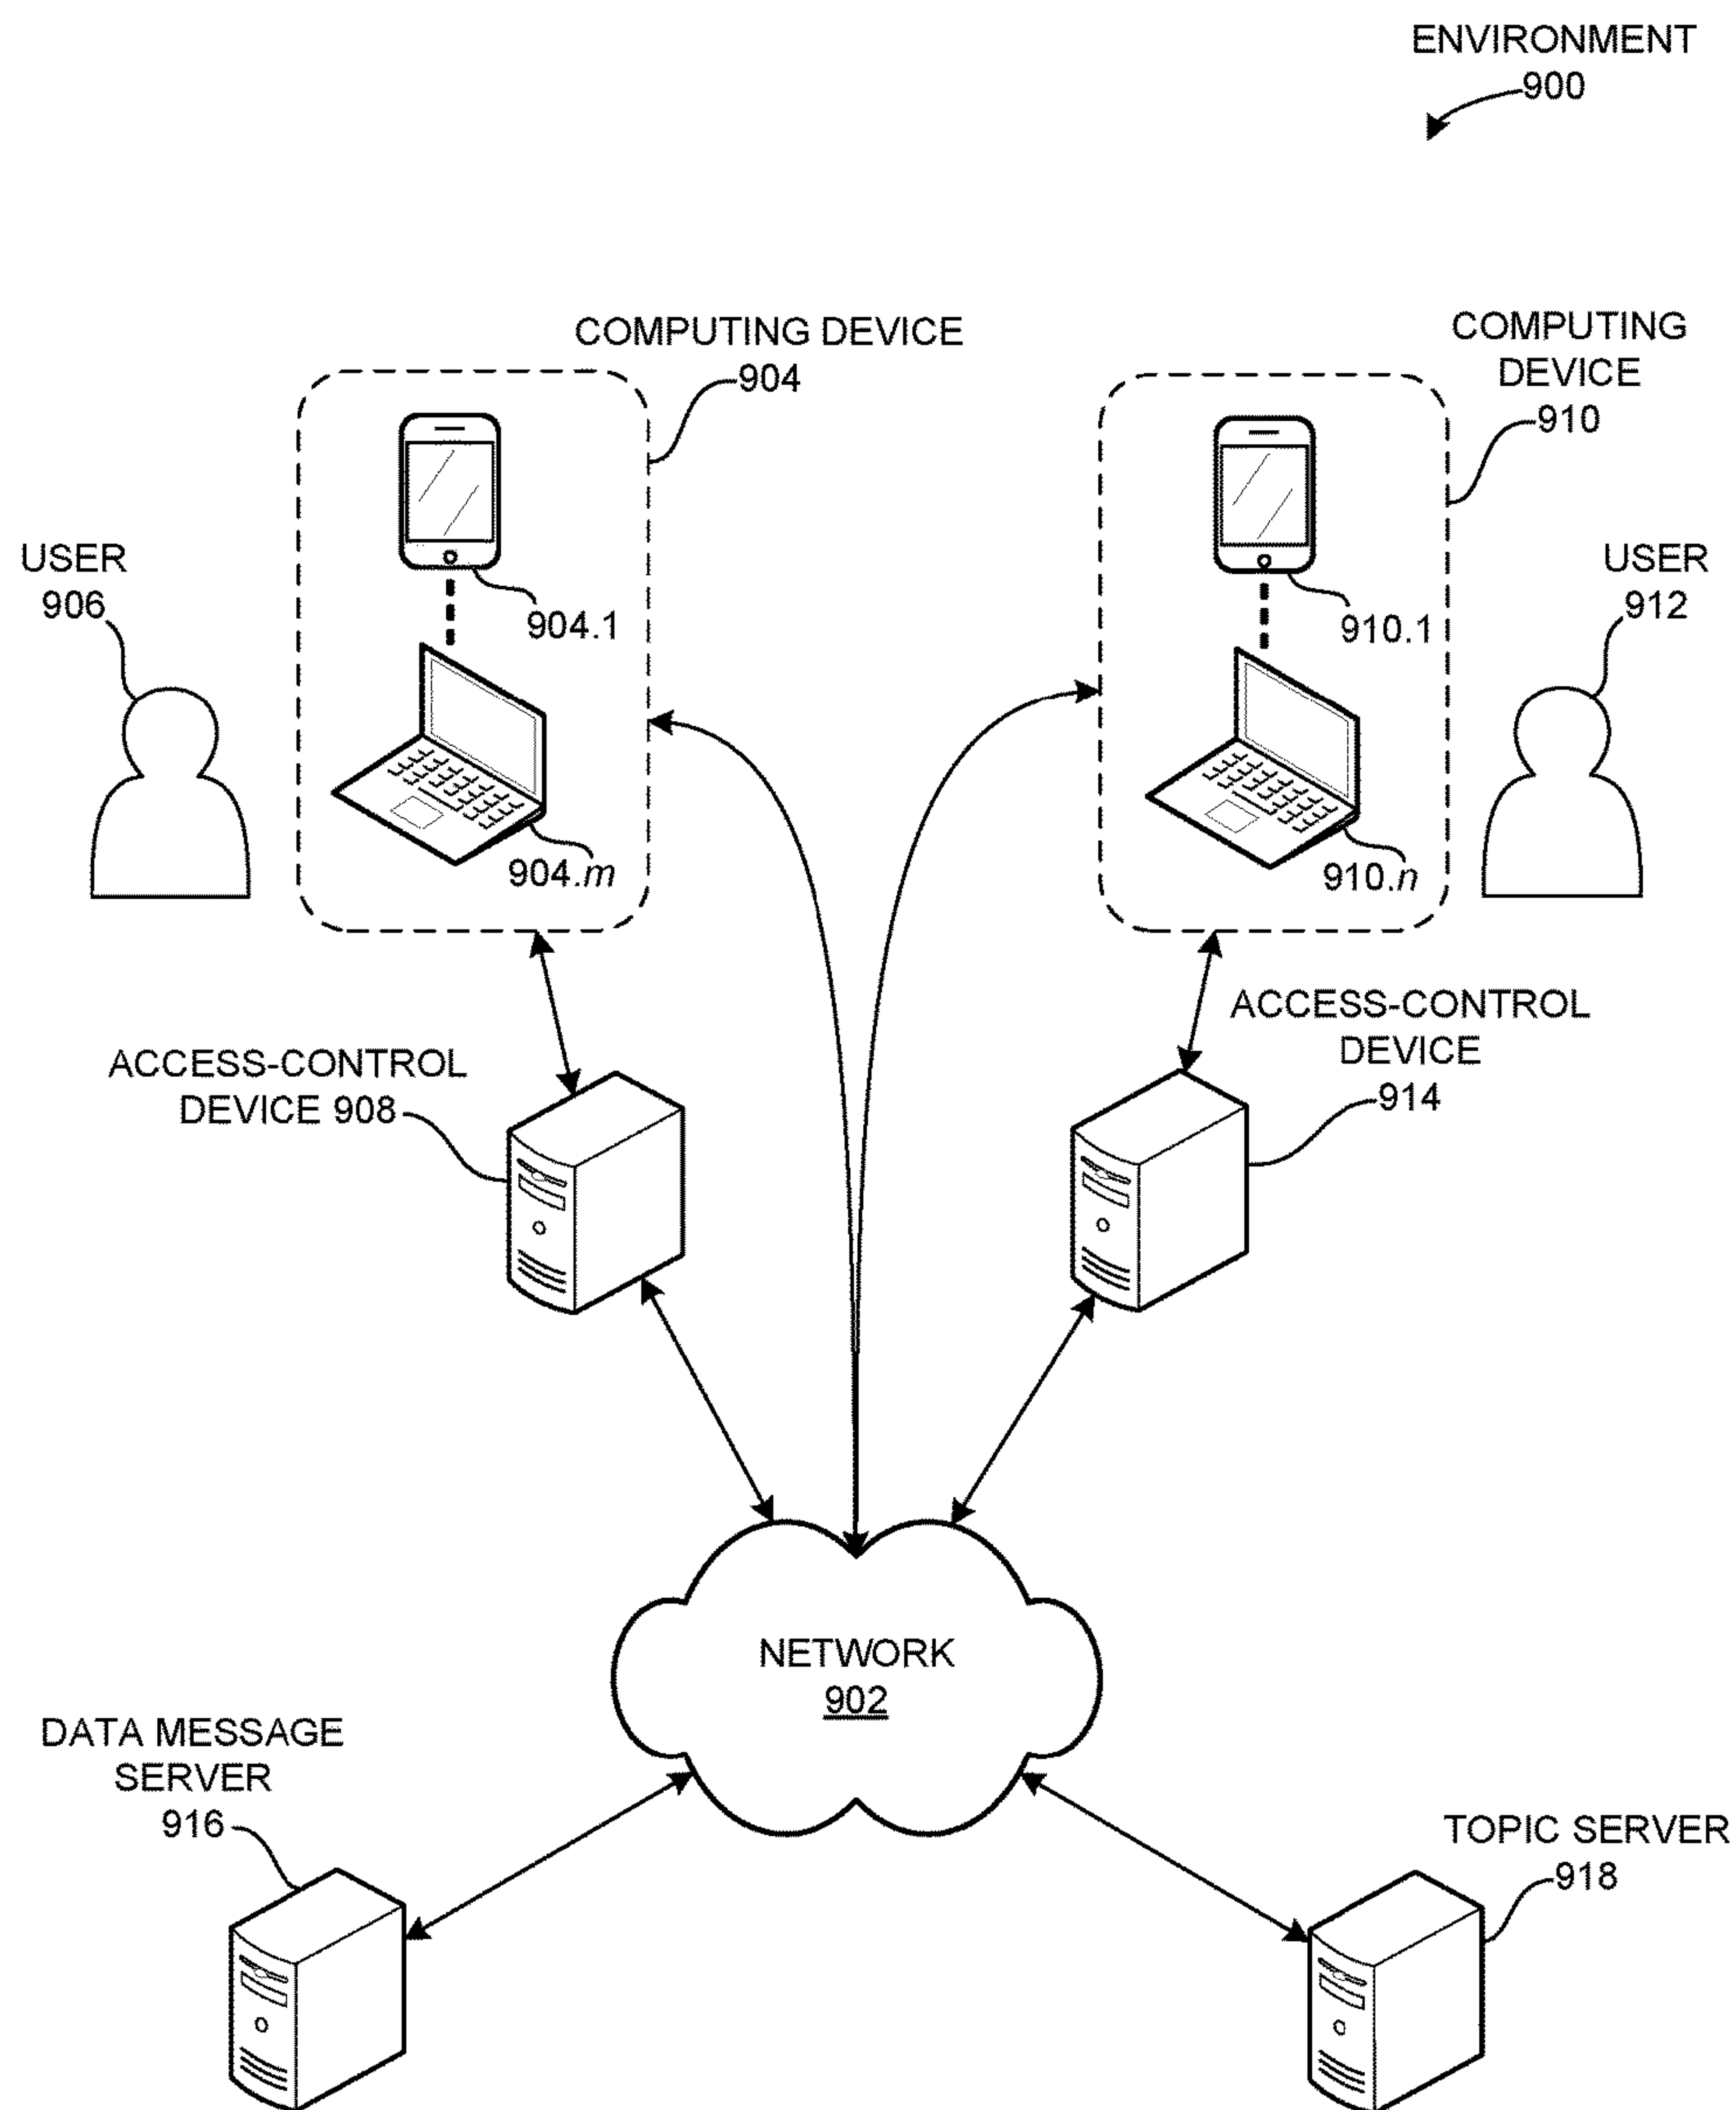 ENVIRONMENT
900
COMPUTING DEVICE
904
COMPUTING
DEVICE
910
USER
906
904.1
904.m
910.1
910.n
USER
912
ACCESS-CONTROL
DEVICE 908
ACCESS-CONTROL
DEVICE
914
NETWORK
902
DATA MESSAGE
SERVER
916
TOPIC SERVER
918